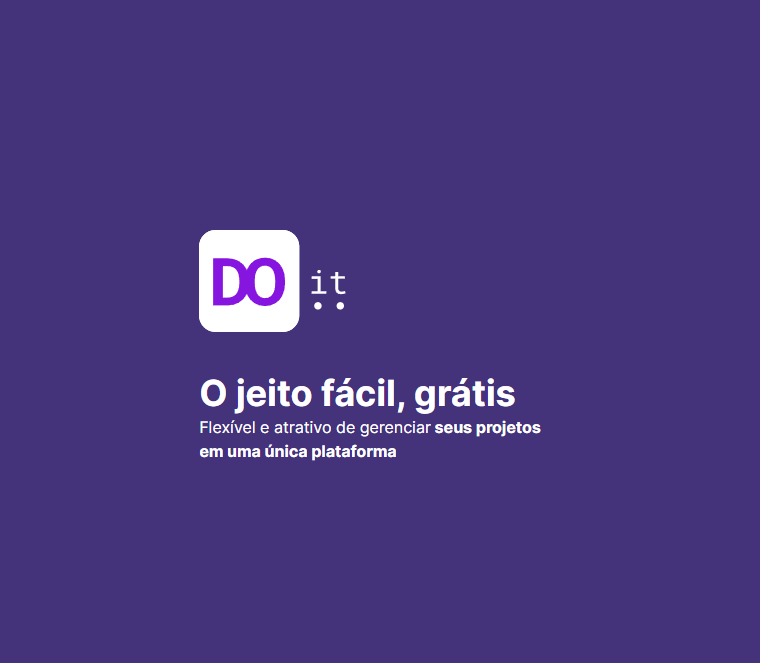 DO it
O jeito fácil, grátis
Flexível e atrativo de gerenciar seus projetos
em uma única plataforma